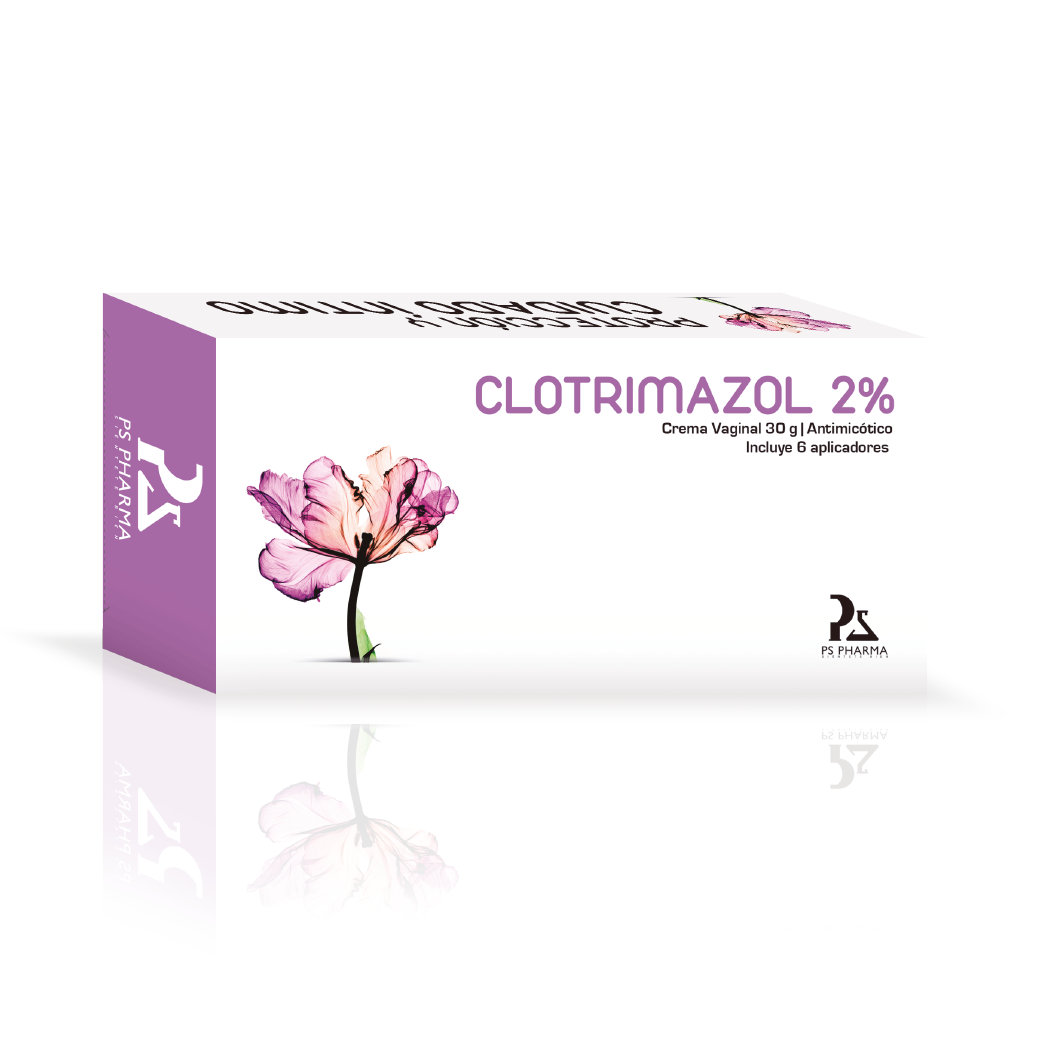 PROTECCIÓN Y
CUIDADO ÍNTIMO
CLOTRIMAZOL 2%
Crema Vaginal 30 g | Antimicótico
Incluye 6 aplicadores
PS PHARMA
PS PHARMA